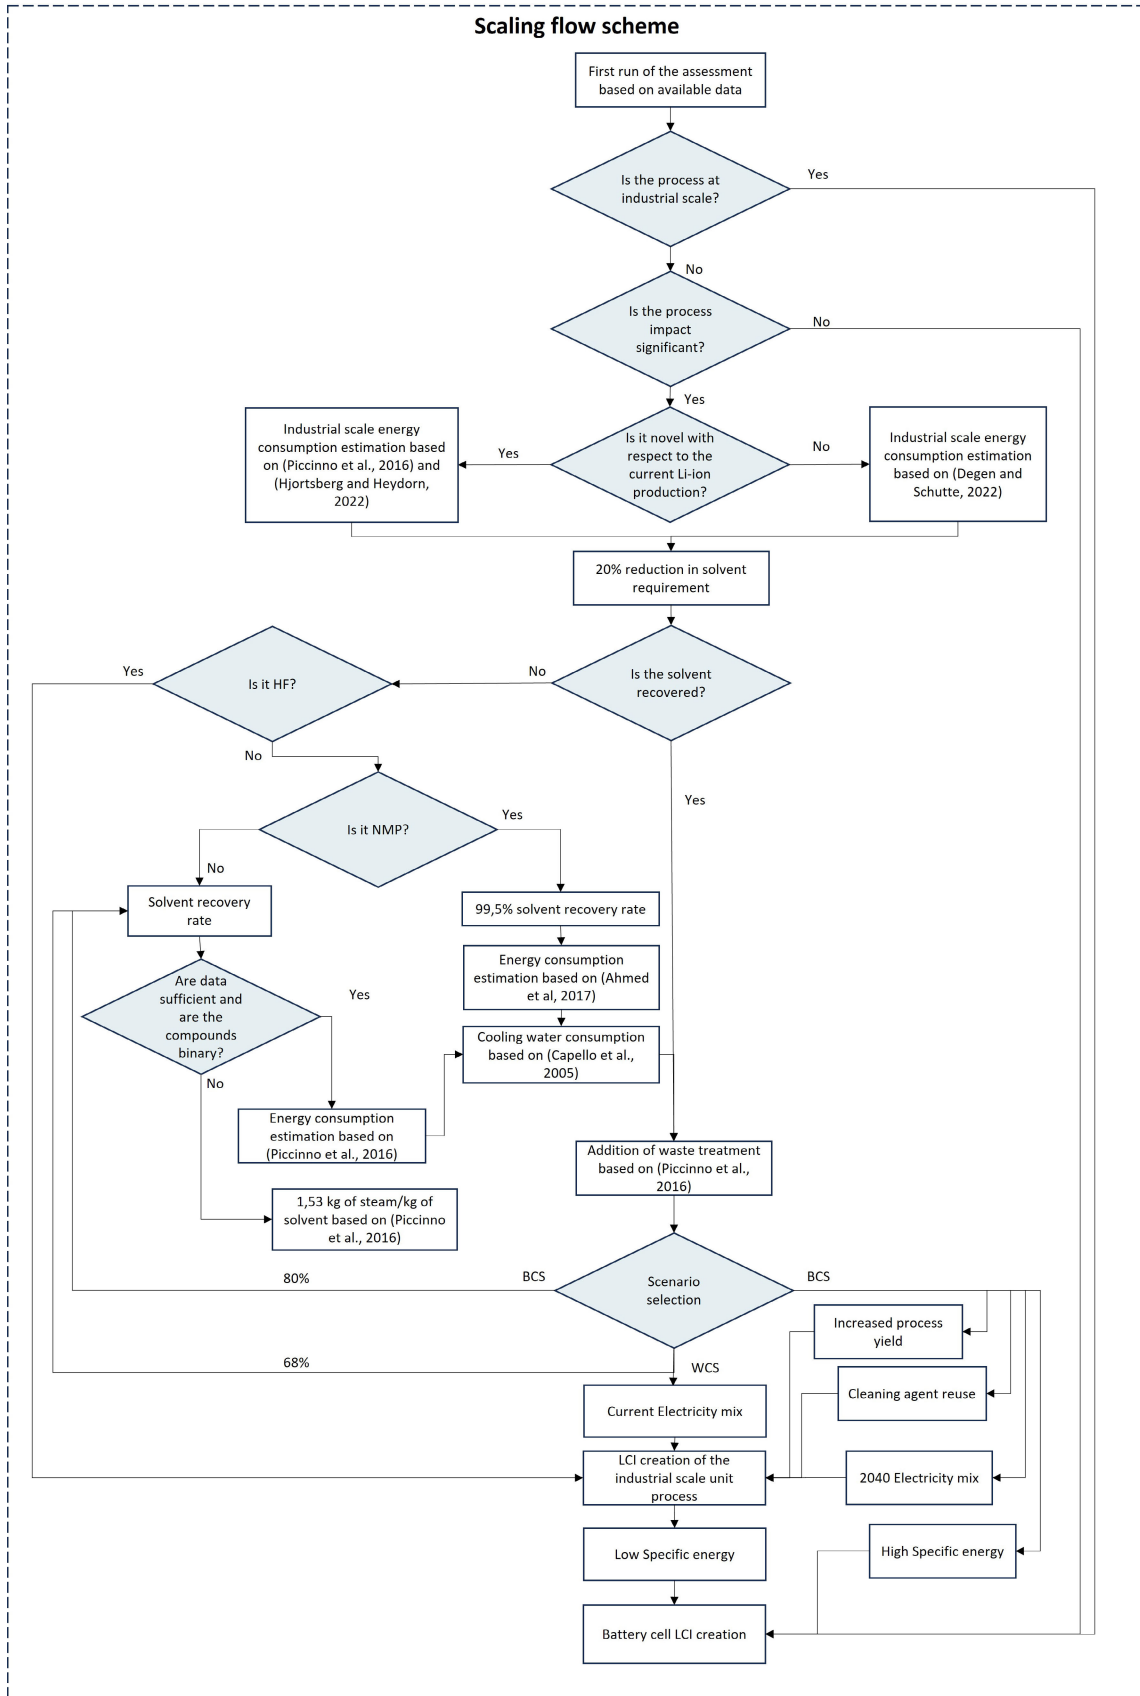 Scaling flow scheme
First run of the assessment
based on available data
Is the process at
industrial scale?
Yes
No
Is the process
impact
significant?
No
Yes
Industrial scale energy
consumption estimation based
on (Piccinno et al., 2016) and
(Hjortsberg and Heydorn,
2022)
Yes
Is it novel with
respect to the
current Li-ion
production?
No
Industrial scale energy
consumption estimation
based on (Degen and
Schutte, 2022)
20% reduction in solvent
requirement
Yes
Is it HF?
No
Is the solvent
recovered?
No
Yes
Is it NMP?
Yes
No
Solvent recovery
rate
99,5% solvent recovery rate
Are data
sufficient and
are the
compounds
binary?
Yes
Energy consumption
estimation based on (Ahmed
et al, 2017)
Cooling water consumption
based on (Capello et al.,
2005)
No
Energy consumption
estimation based on
(Piccinno et al., 2016)
Addition of waste treatment
based on (Piccinno et al.,
2016)
1,53 kg of steam/kg of
solvent based on (Piccinno
et al., 2016)
80%
BCS
Scenario
selection
BCS
Increased process
yield
68%
WCS
Cleaning agent reuse
Current Electricity mix
LCI creation of the
industrial scale unit
process
2040 Electricity mix
Low Specific energy
High Specific energy
Battery cell LCI creation